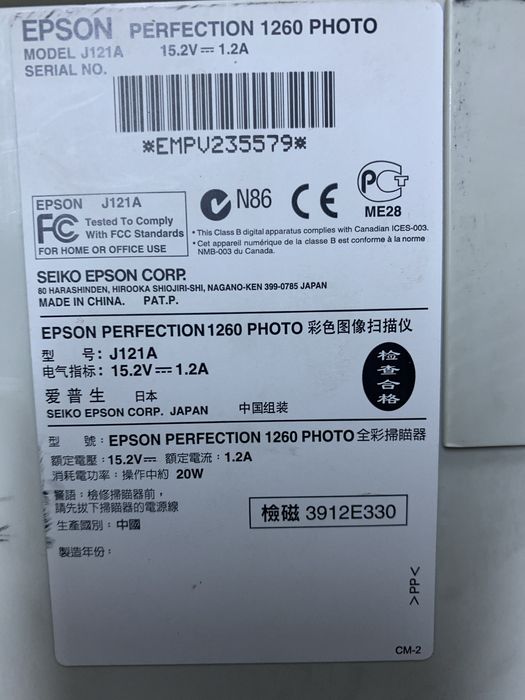 EPSON PERFECTION 1260 PHOTO
MODEL J121A 15.2V⎓ 1.2A
SERIAL NO.
*EMPV235579*
EPSON J121A
FC Tested To Comply
With FCC Standards
FOR HOME OR OFFICE USE
N86 CE PCT
ME28
* This Class B digital apparatus complies with Canadian ICES-003.
* Cet appareil numérique de la classe B est conforme à la norme
NMB-003 du Canada.
SEIKO EPSON CORP.
80 HARASHINDEN, HIROOKA SHIOJIRI-SHI, NAGANO-KEN 399-0785 JAPAN
MADE IN CHINA. PAT.P.
EPSON PERFECTION 1260 PHOTO 彩色图像扫描仪
型 号: J121A
电气指标: 15.2V⎓ 1.2A
检查合格
爱普生 日本
SEIKO EPSON CORP. JAPAN 中国组装
型 號: EPSON PERFECTION 1260 PHOTO 全彩掃瞄器
額定電壓: 15.2V⎓ 額定電流: 1.2A
消耗電功率: 操作中約 20W
警語: 檢修掃瞄器前,
請先拔下掃瞄器的電源線
生產國別: 中國
檢磁 3912E330
製造年份:
>PP<
CM-2